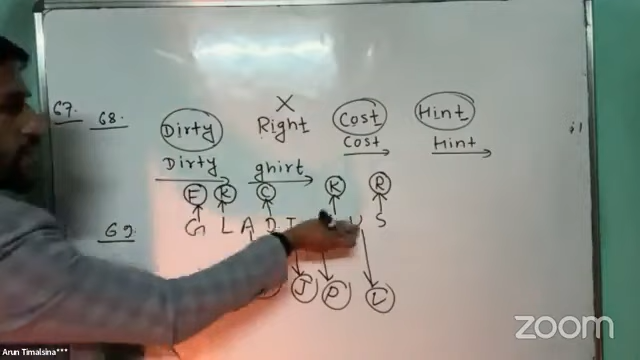 67. 68.
X
Dirty Right Cost Hint
Cost Hint
Dirty ghirt
F K C K R
G L A D I S
69.
J P
zoom
Arun Timalsina***